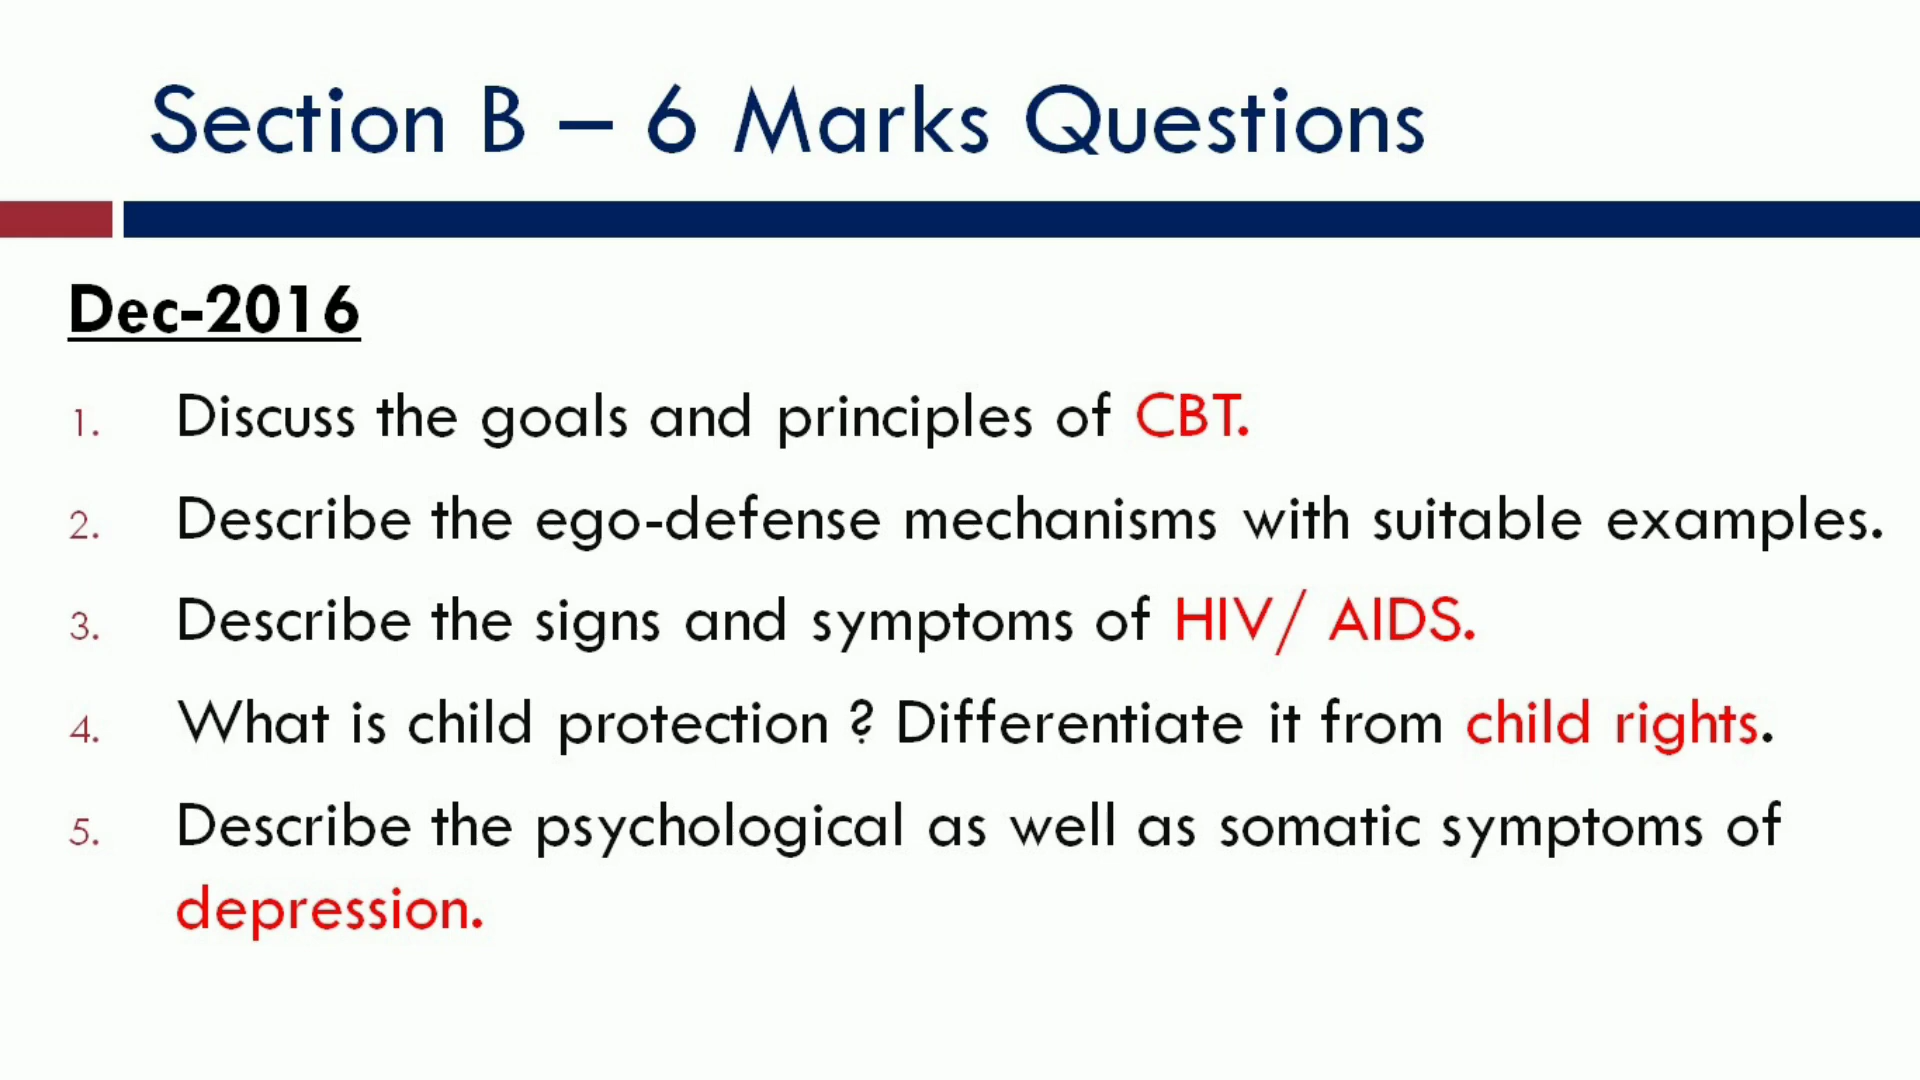 Section B – 6 Marks Questions
Dec-2016
1. Discuss the goals and principles of CBT.
2. Describe the ego-defense mechanisms with suitable examples.
3. Describe the signs and symptoms of HIV/ AIDS.
4. What is child protection ? Differentiate it from child rights.
5. Describe the psychological as well as somatic symptoms of
depression.